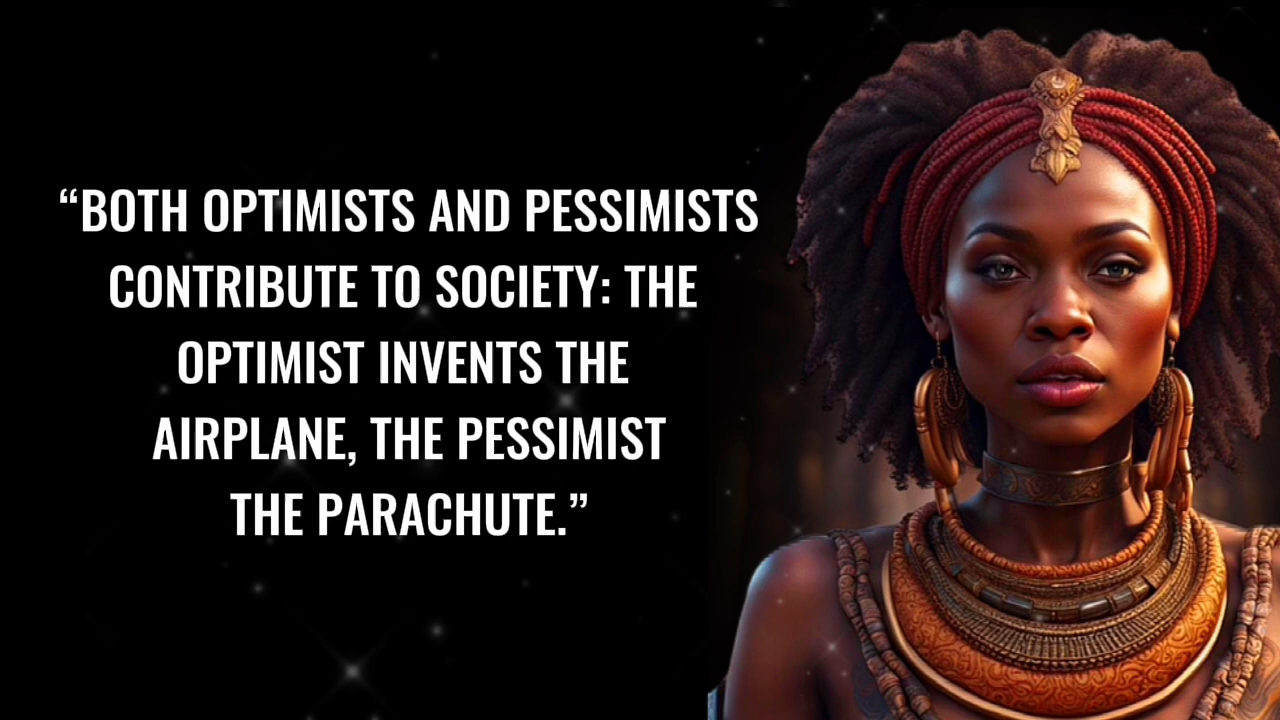 “BOTH OPTIMISTS AND PESSIMISTS
CONTRIBUTE TO SOCIETY: THE
OPTIMIST INVENTS THE
AIRPLANE, THE PESSIMIST
THE PARACHUTE.”